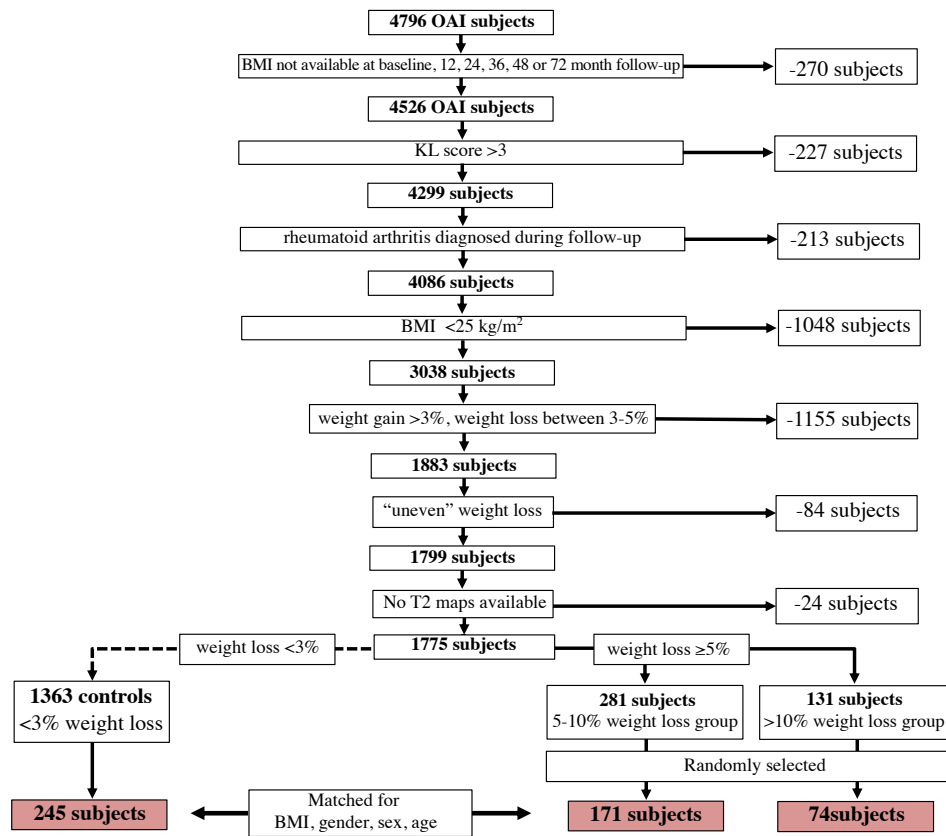 4796 OAI subjects
BMI not available at baseline, 12, 24, 36, 48 or 72 month follow-up
-270 subjects
4526 OAI subjects
KL score >3
-227 subjects
4299 subjects
rheumatoid arthritis diagnosed during follow-up
-213 subjects
4086 subjects
BMI <25 kg/m²
-1048 subjects
3038 subjects
weight gain >3%, weight loss between 3-5%
-1155 subjects
1883 subjects
“uneven” weight loss
-84 subjects
1799 subjects
No T2 maps available
-24 subjects
weight loss <3%
1775 subjects
weight loss ≥5%
1363 controls
<3% weight loss
281 subjects
5-10% weight loss group
131 subjects
>10% weight loss group
Randomly selected
245 subjects
Matched for
BMI, gender, sex, age
171 subjects
74subjects